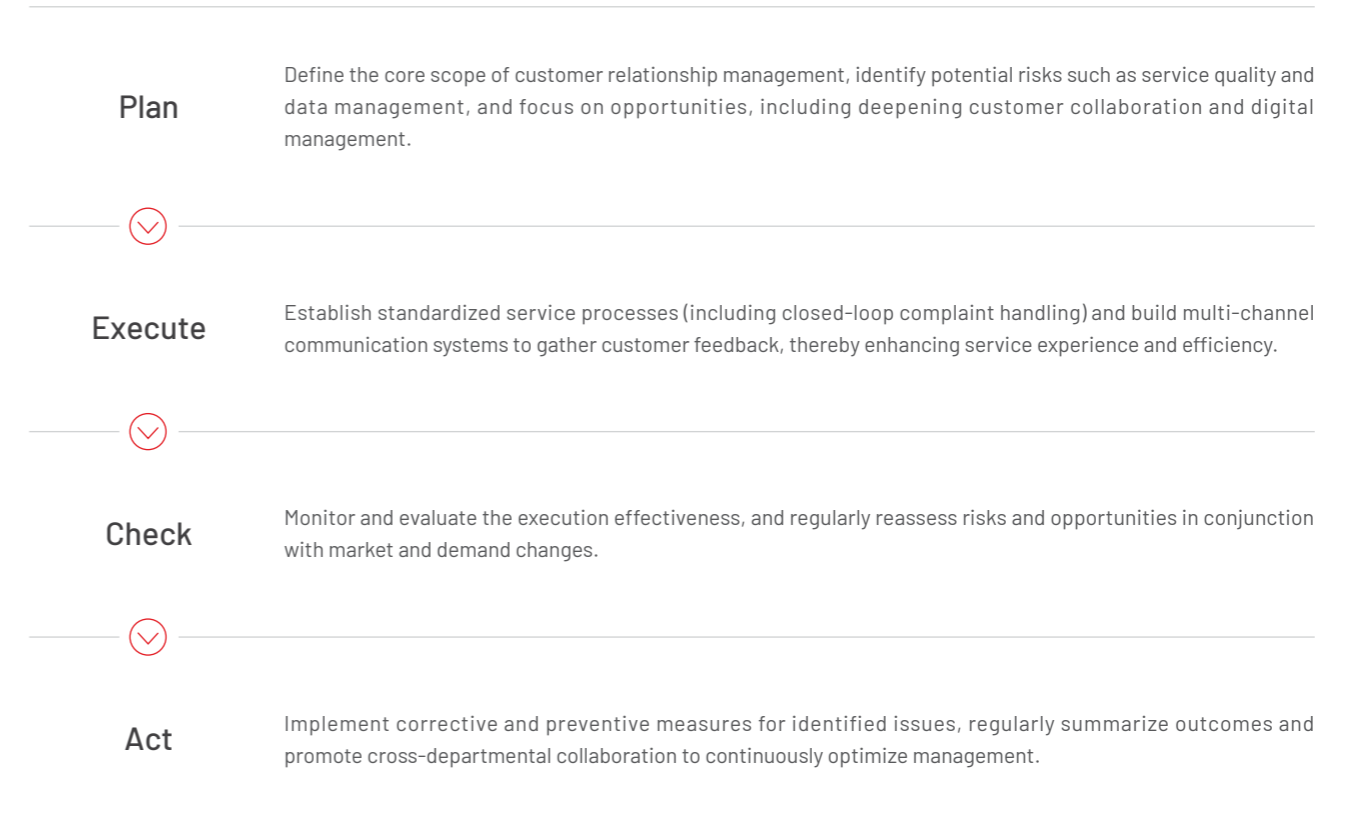 Plan
Define the core scope of customer relationship management, identify potential risks such as service quality and
data management, and focus on opportunities, including deepening customer collaboration and digital
management.
Execute
Establish standardized service processes (including closed-loop complaint handling) and build multi-channel
communication systems to gather customer feedback, thereby enhancing service experience and efficiency.
Check
Monitor and evaluate the execution effectiveness, and regularly reassess risks and opportunities in conjunction
with market and demand changes.
Act
Implement corrective and preventive measures for identified issues, regularly summarize outcomes and
promote cross-departmental collaboration to continuously optimize management.